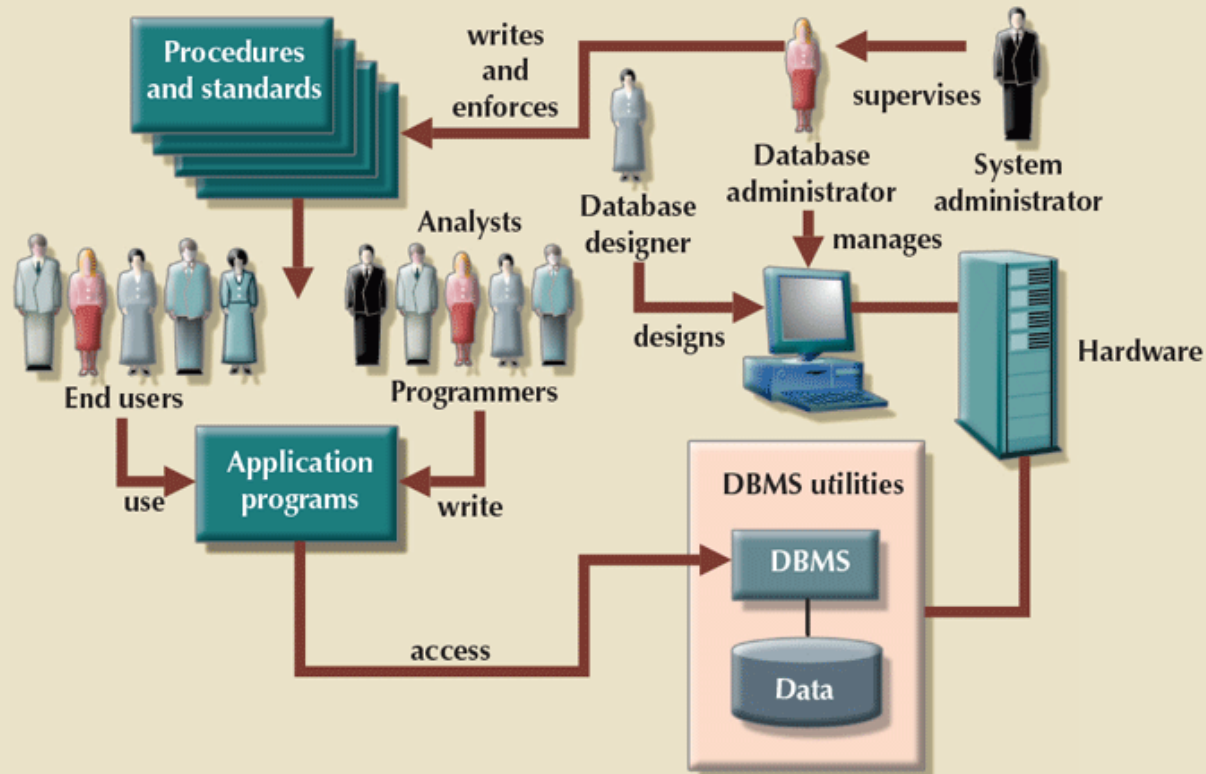 Procedures
and standards
writes
and
enforces
supervises
Database
administrator
System
administrator
Database
designer
manages
Analysts
designs
Hardware
End users
Programmers
Application
programs
use
write
DBMS utilities
DBMS
access
Data